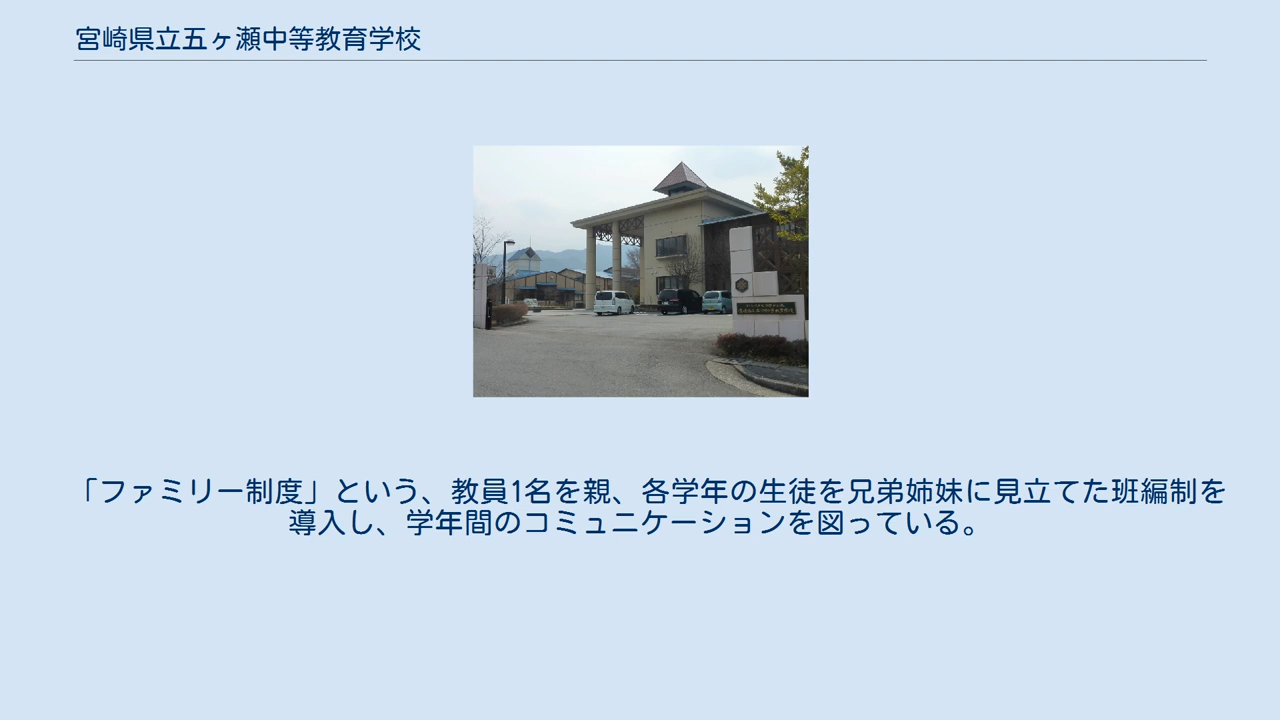 宮崎県立五ヶ瀬中等教育学校
「ファミリー制度」という、教員1名を親、各学年の生徒を兄弟姉妹に見立てた班編制を
導入し、学年間のコミュニケーションを図っている。